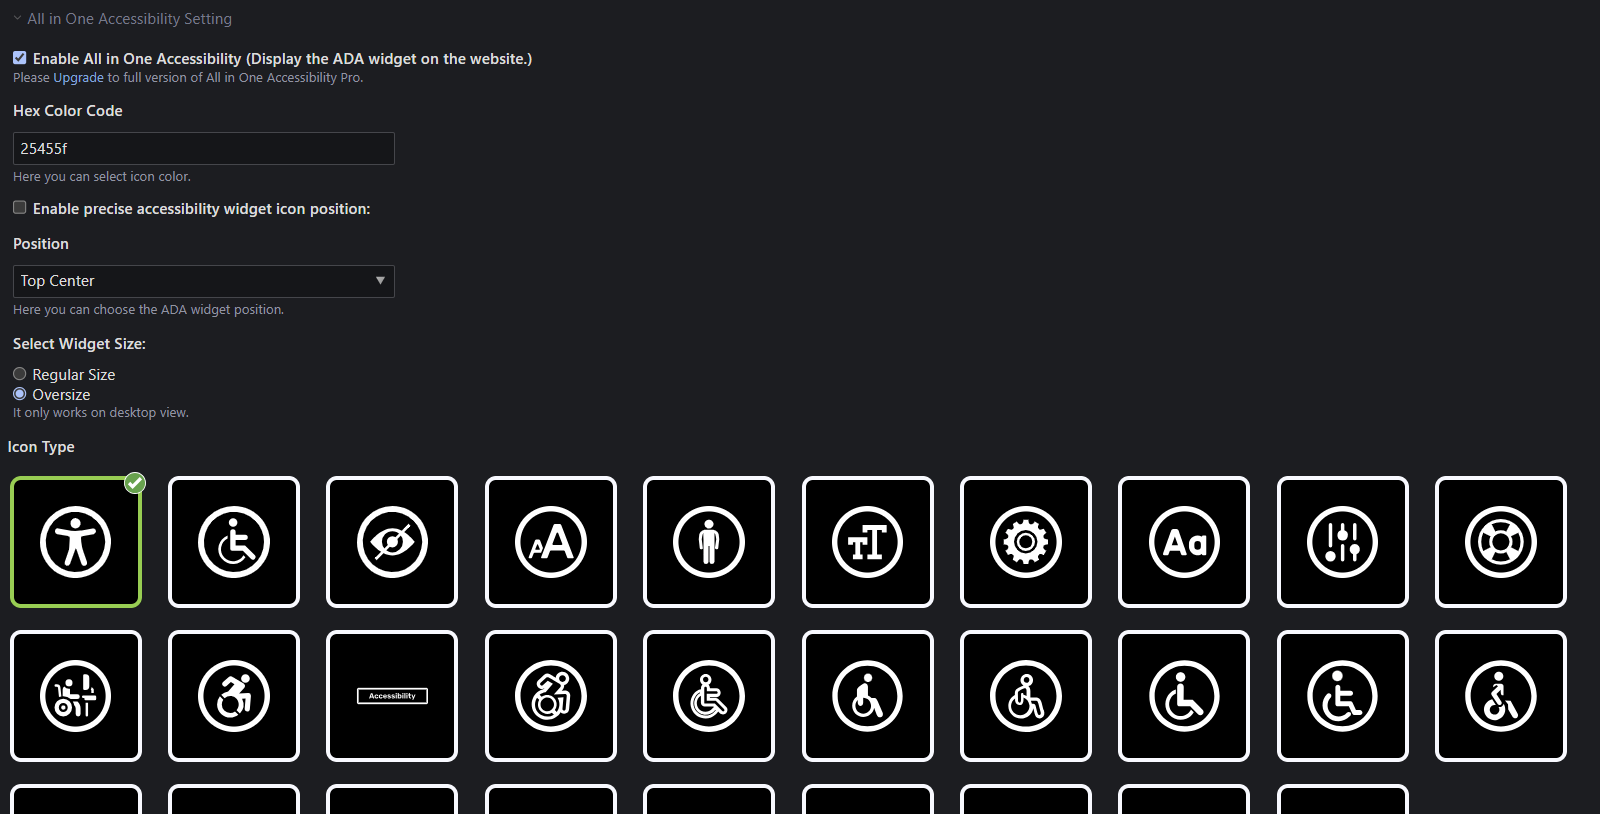 All in One Accessibility Setting
Enable All in One Accessibility (Display the ADA widget on the website.)
Please Upgrade to full version of All in One Accessibility Pro.
Hex Color Code
25455f
Here you can select icon color.
Enable precise accessibility widget icon position:
Position
Top Center
Here you can choose the ADA widget position.
Select Widget Size:
Regular Size
Oversize
It only works on desktop view.
Icon Type
AA
TT
Aa
Accessibility